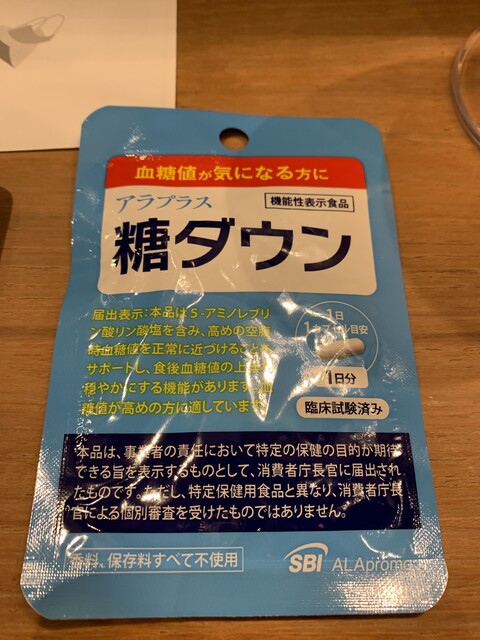 血糖値が気になる方に
アラプラス
機能性表示食品
糖ダウン
届出表示:本品は5-アミノレブリ
ン酸リン酸塩を含み、高めの空腹
時血糖値を正常に近づけることを
サポートし、食後血糖値の上昇を
穏やかにする機能があります。血
糖値が高めの方に適しています。
1日
1カプセル目安
1日分
臨床試験済み
本品は、事業者の責任において特定の保健の目的が期待
できる旨を表示するものとして、消費者庁長官に届出され
たものです。ただし、特定保健用食品と異なり、消費者庁長
官による個別審査を受けたものではありません。
香料、保存料すべて不使用
SBI ALApromo